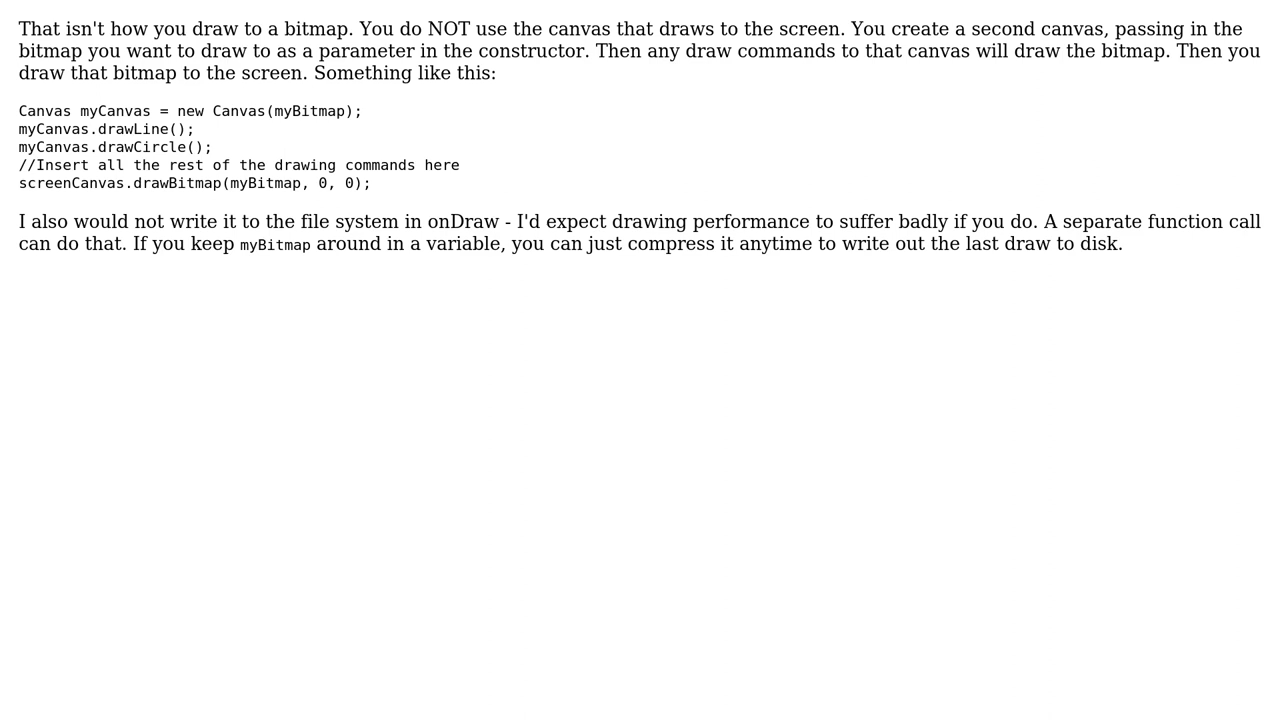 That isn't how you draw to a bitmap. You do NOT use the canvas that draws to the screen. You create a second canvas, passing in the
bitmap you want to draw to as a parameter in the constructor. Then any draw commands to that canvas will draw the bitmap. Then you
draw that bitmap to the screen. Something like this:
Canvas myCanvas = new Canvas(myBitmap);
myCanvas.drawLine();
myCanvas.drawCircle();
//Insert all the rest of the drawing commands here
screenCanvas.drawBitmap(myBitmap, 0, 0);
I also would not write it to the file system in onDraw - I'd expect drawing performance to suffer badly if you do. A separate function call
can do that. If you keep myBitmap around in a variable, you can just compress it anytime to write out the last draw to disk.